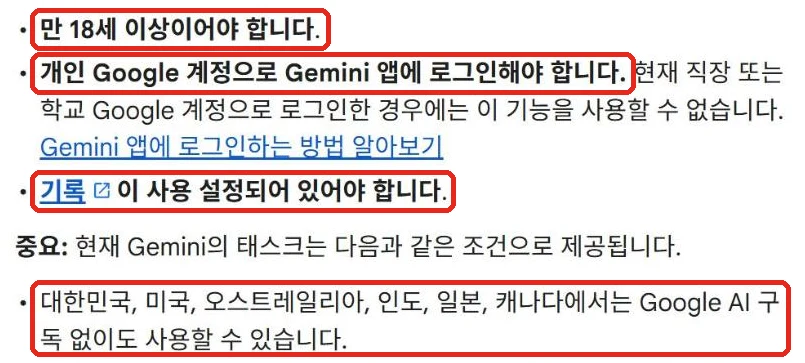 • 만 18세 이상이어야 합니다.
• 개인 Google 계정으로 Gemini 앱에 로그인해야 합니다. 현재 직장 또는
학교 Google 계정으로 로그인한 경우에는 이 기능을 사용할 수 없습니다.
Gemini 앱에 로그인하는 방법 알아보기
• 기록 이 사용 설정되어 있어야 합니다.
중요: 현재 Gemini의 태스크는 다음과 같은 조건으로 제공됩니다.
• 대한민국, 미국, 오스트레일리아, 인도, 일본, 캐나다에서는 Google AI 구
독 없이도 사용할 수 있습니다.